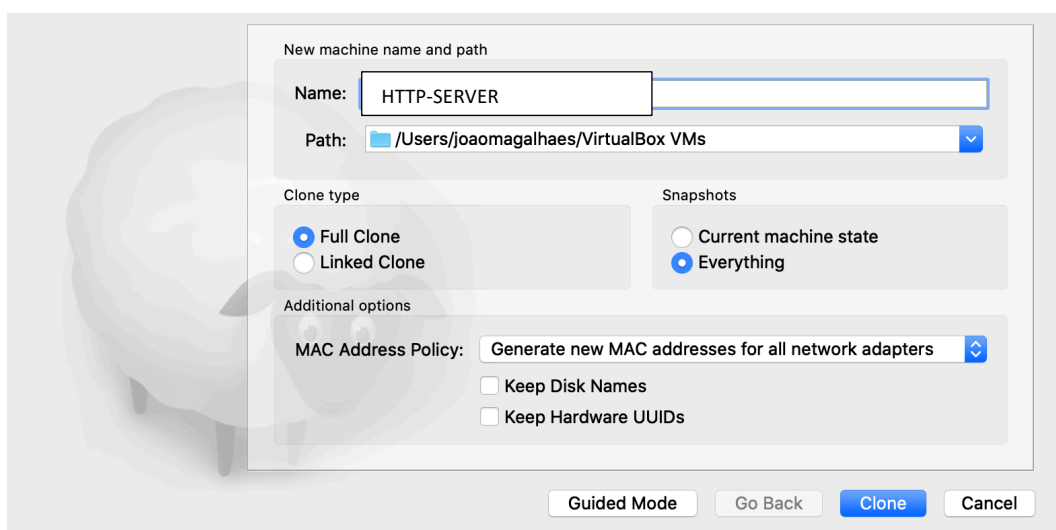 New machine name and path
Name: HTTP-SERVER
Path: /Users/joaomagalhaes/VirtualBox VMs
Clone type
Full Clone
Linked Clone
Snapshots
Current machine state
Everything
Additional options
MAC Address Policy: Generate new MAC addresses for all network adapters
Keep Disk Names
Keep Hardware UUIDs
Guided Mode Go Back Clone Cancel